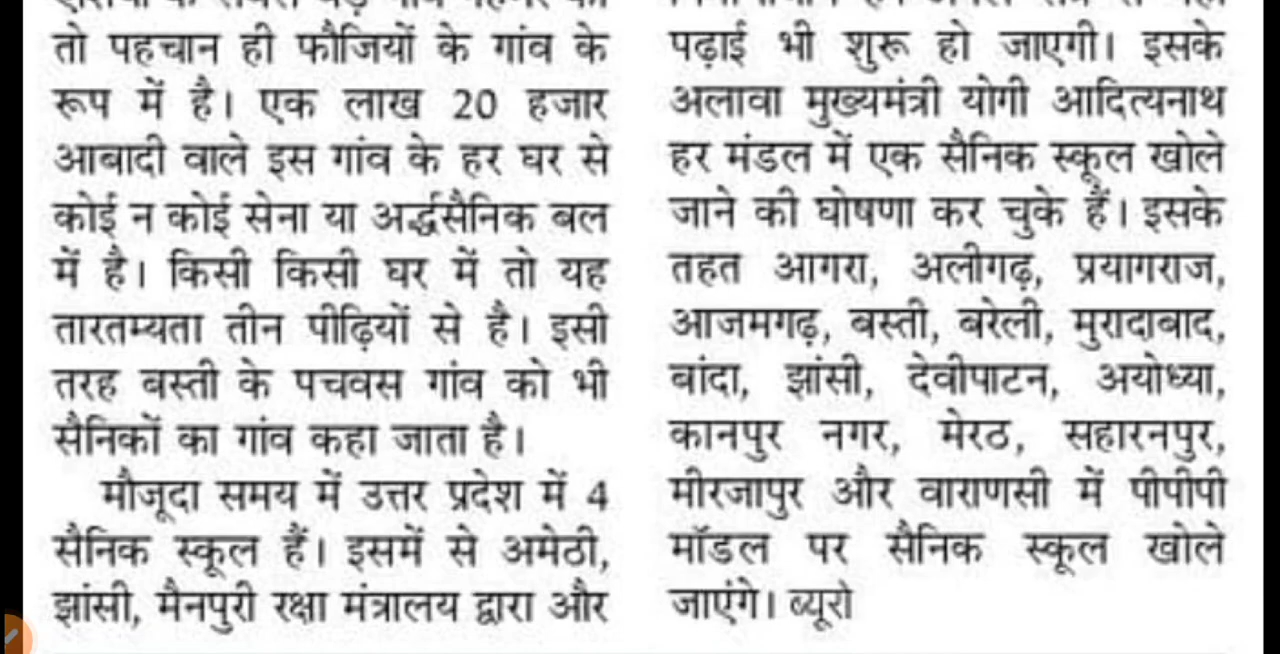 तो पहचान ही फौजियों के गांव के
रूप में है। एक लाख 20 हजार
आबादी वाले इस गांव के हर घर से
कोई न कोई सेना या अर्द्धसैनिक बल
में है। किसी किसी घर में तो यह
तारतम्यता तीन पीढ़ियों से है। इसी
तरह बस्ती के पचवस गांव को भी
सैनिकों का गांव कहा जाता है।
मौजूदा समय में उत्तर प्रदेश में 4
सैनिक स्कूल हैं। इसमें से अमेठी,
झांसी, मैनपुरी रक्षा मंत्रालय द्वारा और
पढ़ाई भी शुरू हो जाएगी। इसके
अलावा मुख्यमंत्री योगी आदित्यनाथ
हर मंडल में एक सैनिक स्कूल खोले
जाने की घोषणा कर चुके हैं। इसके
तहत आगरा, अलीगढ़, प्रयागराज,
आजमगढ़, बस्ती, बरेली, मुरादाबाद,
बांदा, झांसी, देवीपाटन, अयोध्या,
कानपुर नगर, मेरठ, सहारनपुर,
मीरजापुर और वाराणसी में पीपीपी
मॉडल पर सैनिक स्कूल खोले
जाएंगे। ब्यूरो